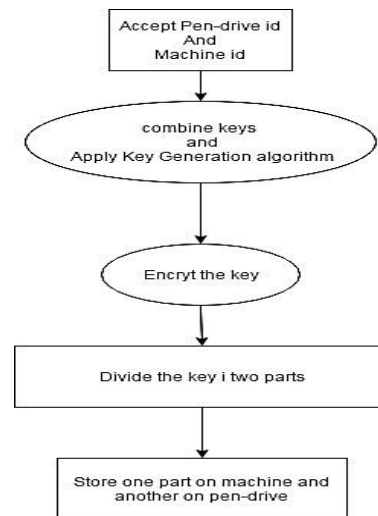 Accept Pen-drive id
And
Machine id
combine keys
and
Apply Key Generation algorithm
Encryt the key
Divide the key i two parts
Store one part on machine and
another on pen-drive